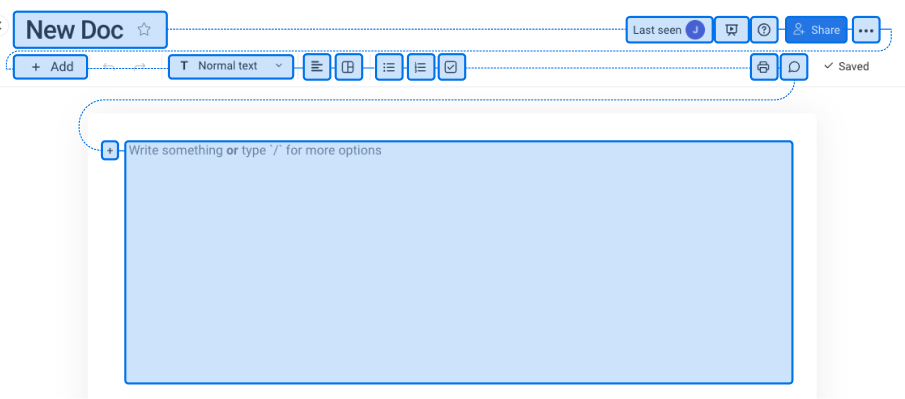 New Doc
Last seen J
Share
+ Add
T Normal text
Saved
+
Write something or type `/` for more options